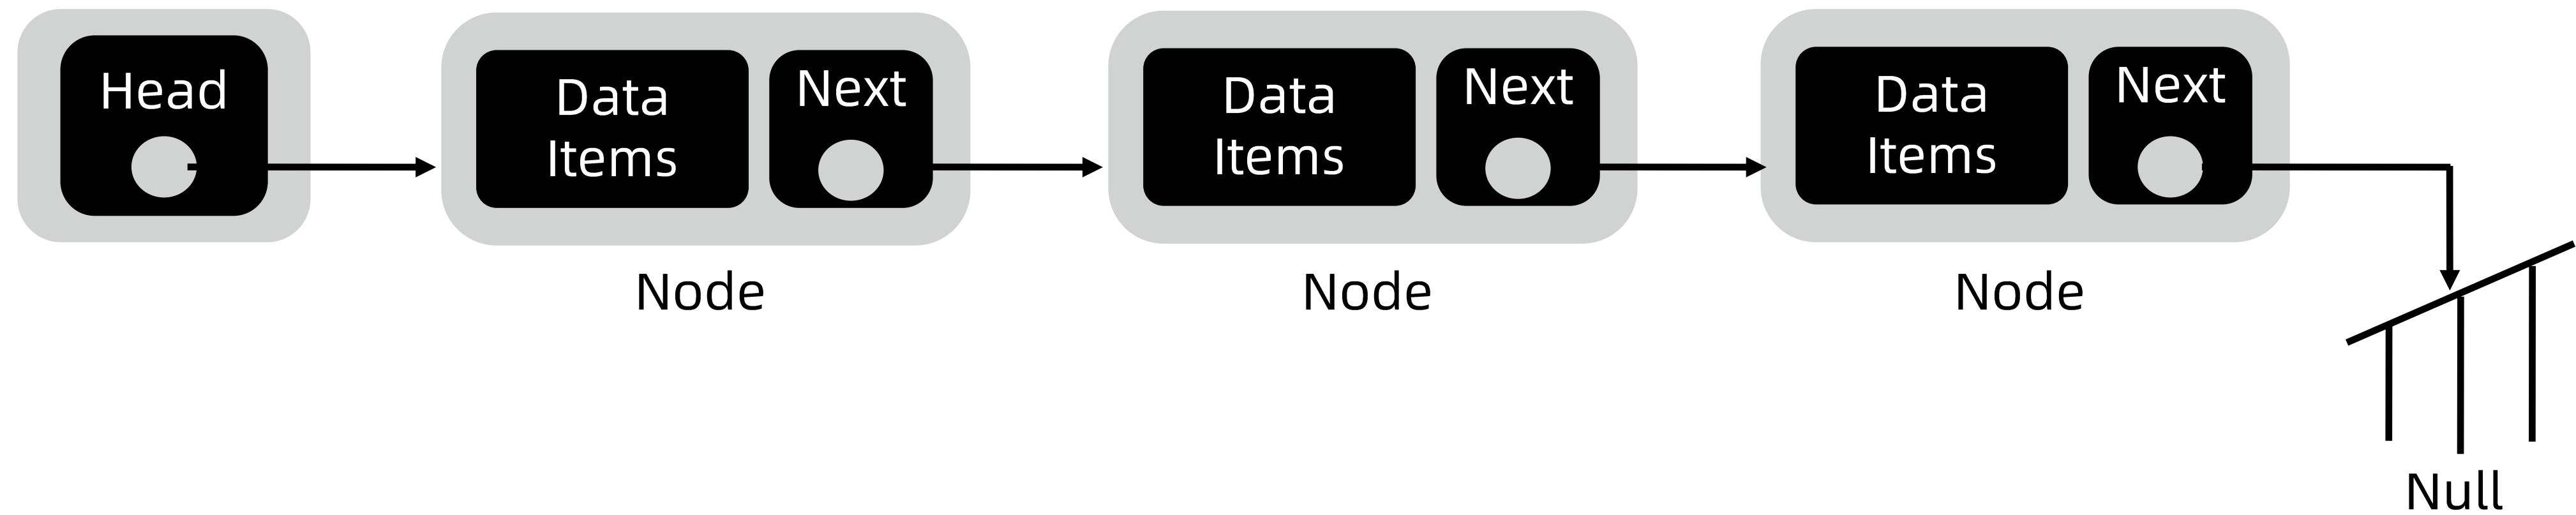 Head
Data
Items
Next
Node
Data
Items
Next
Node
Data
Items
Next
Node
Null